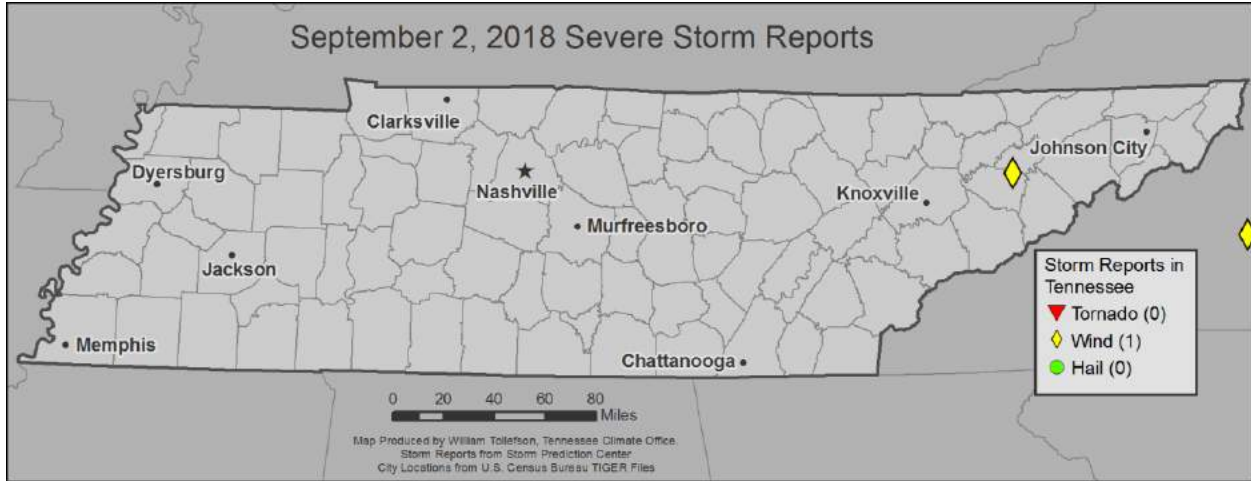 September 2, 2018 Severe Storm Reports
Clarksville
Johnson City
Dyersburg
Nashville
Knoxville
Murfreesboro
Jackson
Storm Reports in
Tennessee
Tornado (0)
Wind (1)
Hail (0)
Memphis
Chattanooga
0 20 40 60 80
Miles
Map Produced by William Tollefson, Tennessee Climate Office.
Storm Reports from Storm Prediction Center
City Locations from U.S. Census Bureau TIGER Files